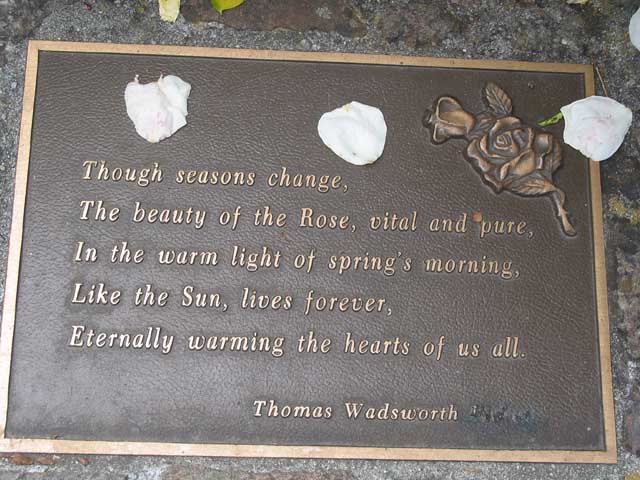 Though seasons change,
The beauty of the Rose, vital and pure,
In the warm light of spring's morning,
Like the Sun, lives forever,
Eternally warming the hearts of us all.
Thomas Wadsworth